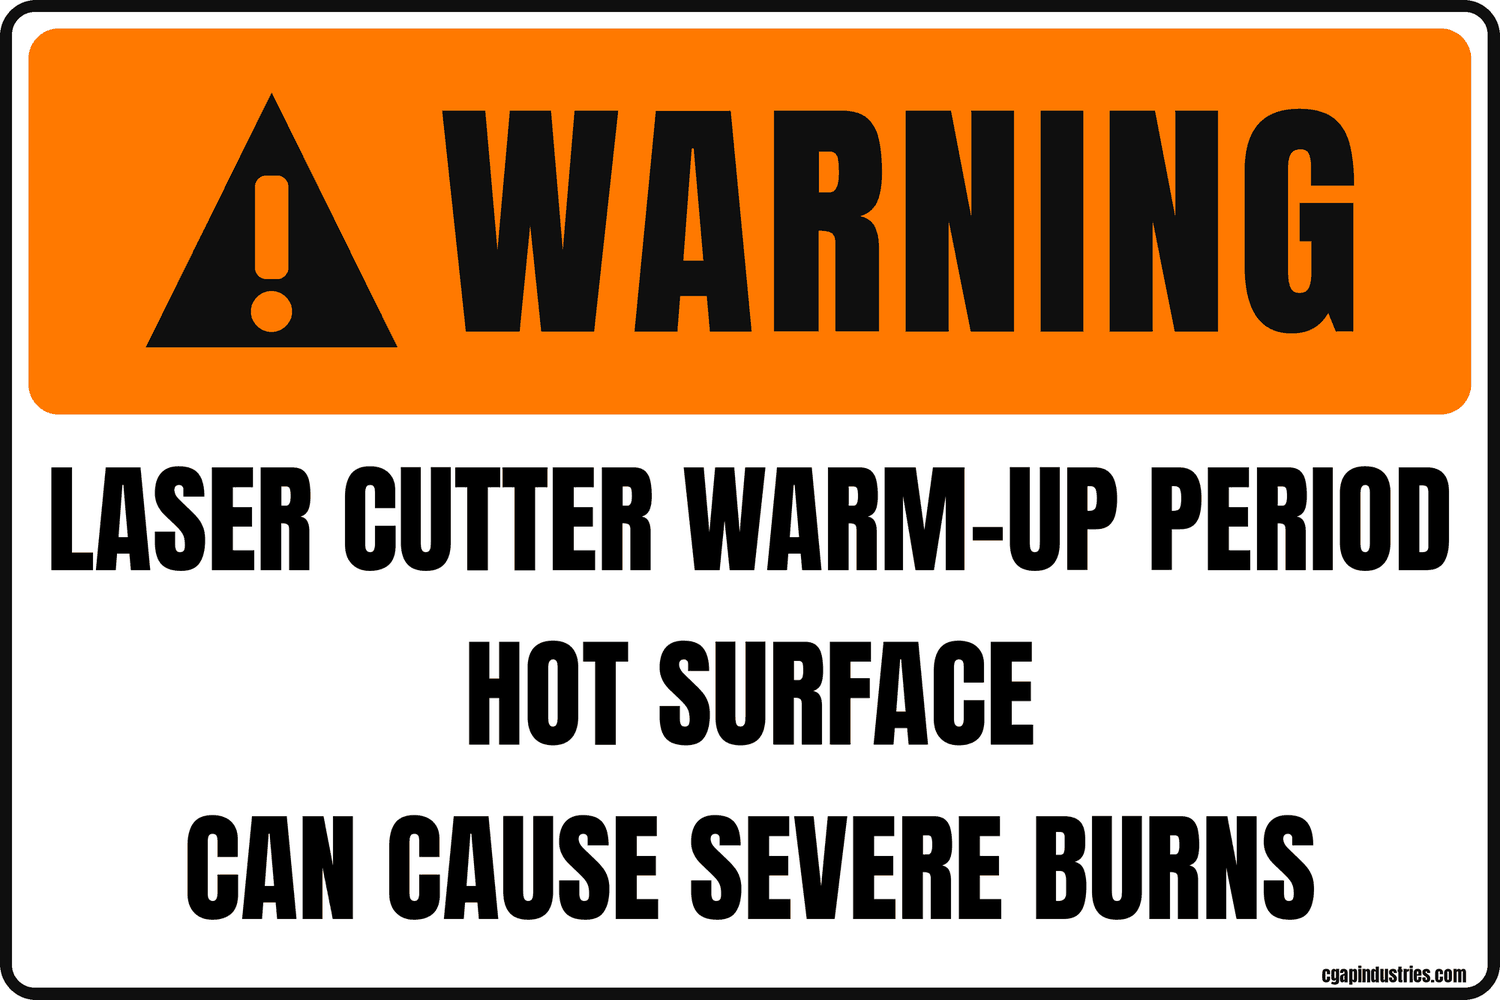 WARNING
LASER CUTTER WARM-UP PERIOD
HOT SURFACE
CAN CAUSE SEVERE BURNS
cgapindustries.com